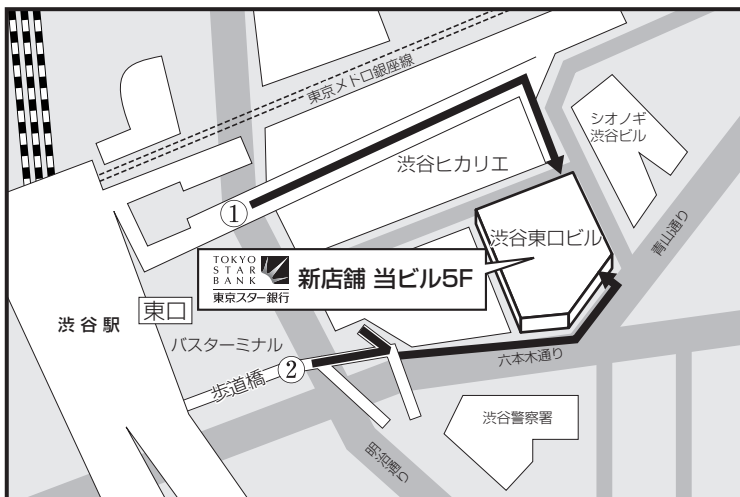 東京メトロ銀座線
シオノギ
渋谷ビル
渋谷ヒカリエ
①
渋谷東口ビル
青山通り
TOKYO
STAR
BANK
東京スター銀行
新店舗 当ビル5F
渋谷駅
東口
バスターミナル
②
歩道橋
六本木通り
渋谷警察署
明治通り